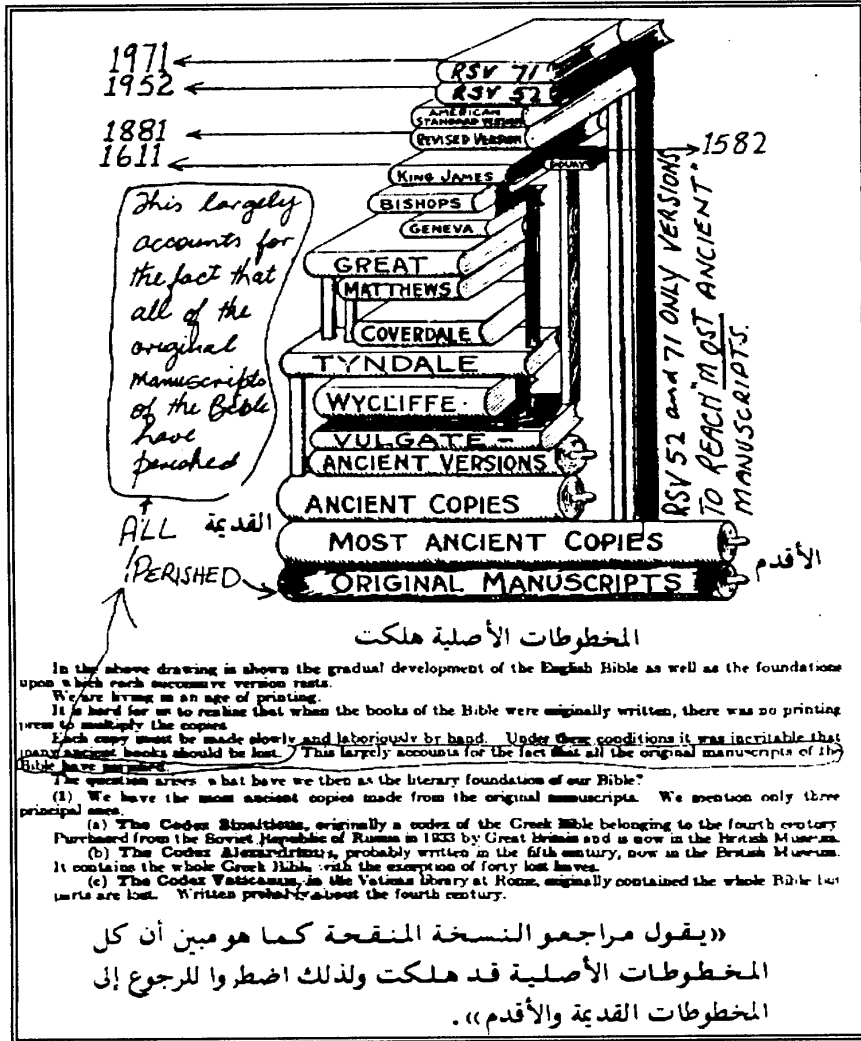 1971
RSV 71
1952
RSV 52
AMERICAN
STANDARD VERSION
1881
REVISED VERSION
1611
1582
DOUAY
KING JAMES
BISHOPS
GENEVA
GREAT
MATTHEWS
COVERDALE
TYNDALE
WYCLIFFE.
VULGATE-
ANCIENT VERSIONS
ANCIENT COPIES
القديمة
MOST ANCIENT COPIES
الأقدم
ORIGINAL MANUSCRIPTS
This largely
accounts for
the fact that
all of the
original
Manuscripts
of the Bible
have
perished
ALL
PERISHED
RSV 52 and 71 ONLY VERSIONS
TO REACH "MOST ANCIENT"
MANUSCRIPTS.
المخطوطات الأصلية هلكت
In the above drawing is shown the gradual development of the English Bible as well as the foundations
upon which each successive version rests.
We are living in an age of printing.
It is hard for us to realize that when the books of the Bible were originally written, there was no printing
press to multiply the copies
Each copy must be made slowly and laboriously by hand. Under these conditions it was inevitable that
many ancient books should be lost. This largely accounts for the fact that all the original manuscripts of the
Bible have perished.
The question arises, what have we then as the literary foundation of our Bible?
(1) We have the most ancient copies made from the original manuscripts. We mention only three
principal ones.
(a) The Codex Sinaiticus, originally a codex of the Greek Bible belonging to the fourth century
Purchased from the Soviet Republic of Russia in 1933 by Great Britain and is now in the British Museum.
(b) The Codex Alexandrinus, probably written in the fifth century, now in the British Museum.
It contains the whole Greek Bible with the exception of forty lost leaves.
(c) The Codex Vaticanus, in the Vatican library at Rome, originally contained the whole Bible but
parts are lost. Written probably about the fourth century.
«يقول مراجعو النسخة المنقحة كما هو مبين أن كل
المخطوطات الأصلية قد هلكت ولذلك اضطروا للرجوع إلى
المخطوطات القديمة والأقدم».